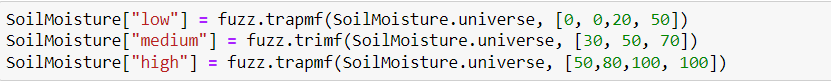 SoilMoisture["low"] = fuzz.trapmf(SoilMoisture.universe, [0, 0,20, 50])
SoilMoisture["medium"] = fuzz.trimf(SoilMoisture.universe, [30, 50, 70])
SoilMoisture["high"] = fuzz.trapmf(SoilMoisture.universe, [50,80,100, 100])